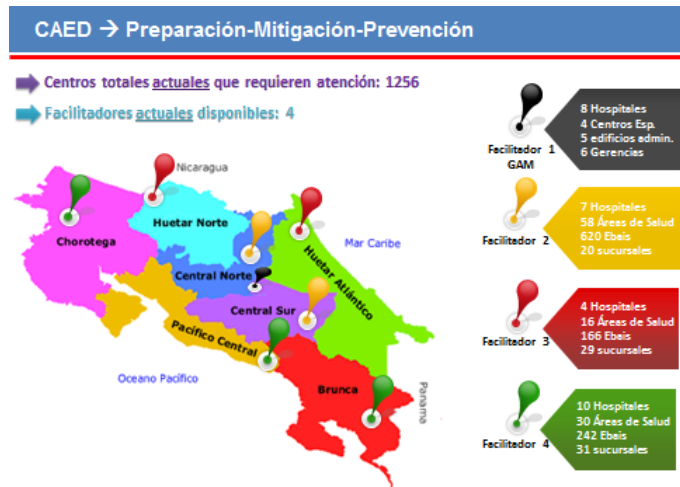 CAED → Preparación-Mitigación-Prevención
Centros totales actuales que requieren atención: 1256
Facilitadores actuales disponibles: 4
Facilitador 1
GAM
8 Hospitales
4 Centros Esp.
5 edificios admin.
6 Gerencias
Facilitador 2
7 Hospitales
58 Áreas de Salud
620 Ebais
20 sucursales
Facilitador 3
4 Hospitales
16 Áreas de Salud
166 Ebais
29 sucursales
Facilitador 4
10 Hospitales
30 Áreas de Salud
242 Ebais
31 sucursales
Nicaragua
Chorotega
Huetar Norte
Mar Caribe
Huetar Atlántico
Central Norte
Central Sur
Pacífico Central
Oceano Pacífico
Brunca
Panama